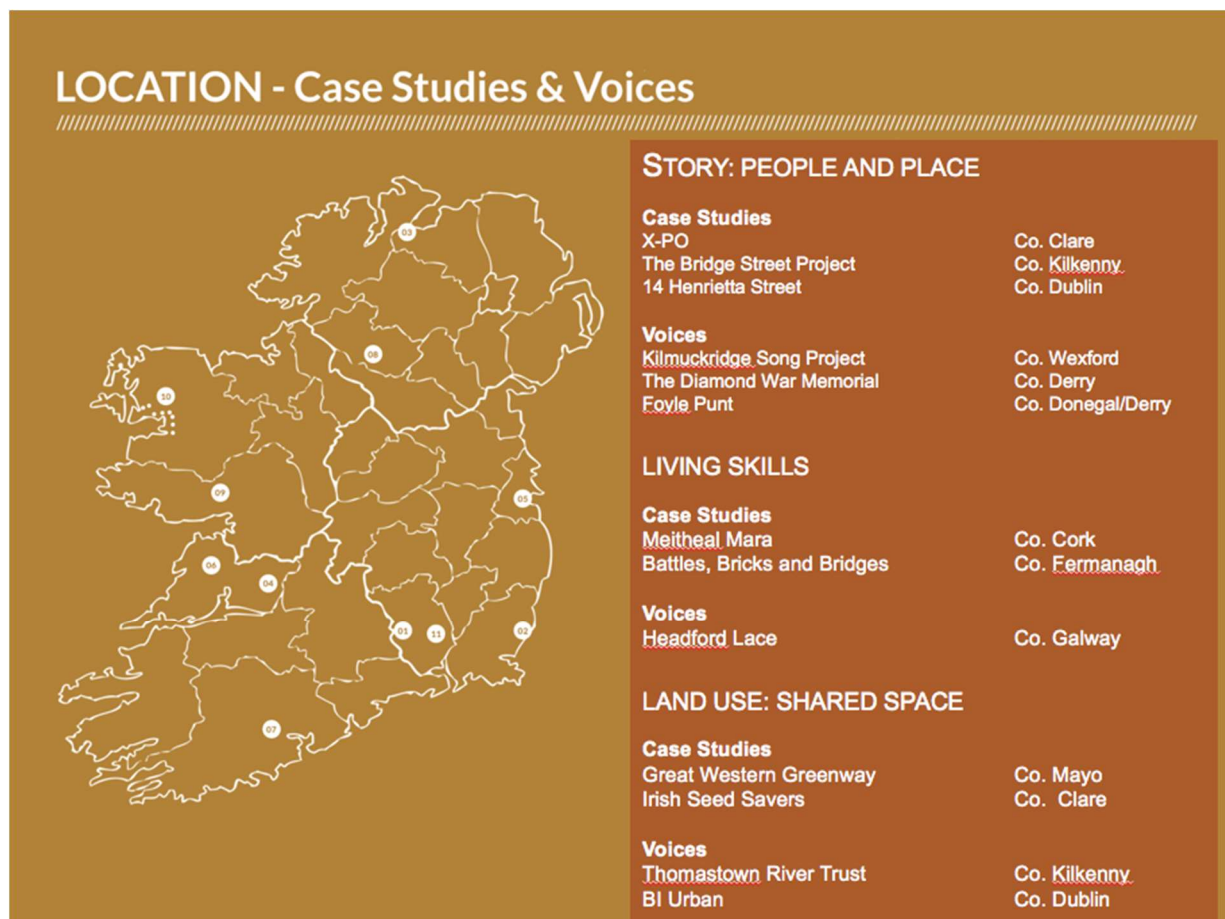 LOCATION - Case Studies & Voices
03
08
10
09
05
06
04
01
11
02
07
STORY: PEOPLE AND PLACE
Case Studies
X-PO Co. Clare
The Bridge Street Project Co. Kilkenny
14 Henrietta Street Co. Dublin
Voices
Kilmuckridge Song Project Co. Wexford
The Diamond War Memorial Co. Derry
Foyle Punt Co. Donegal/Derry
LIVING SKILLS
Case Studies
Meitheal Mara Co. Cork
Battles, Bricks and Bridges Co. Fermanagh
Voices
Headford Lace Co. Galway
LAND USE: SHARED SPACE
Case Studies
Great Western Greenway Co. Mayo
Irish Seed Savers Co. Clare
Voices
Thomastown River Trust Co. Kilkenny
BI Urban Co. Dublin